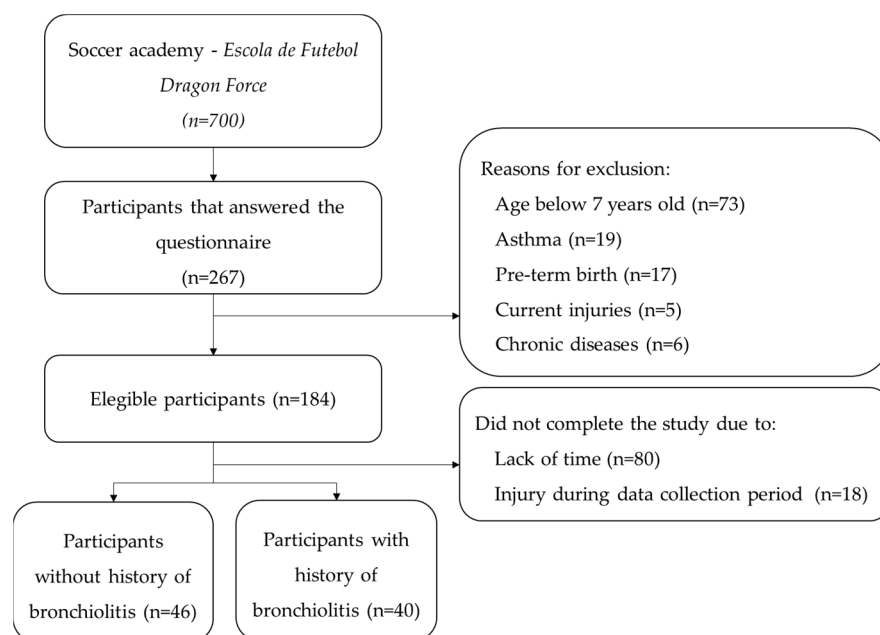 Soccer academy - Escola de Futebol
Dragon Force
(n=700)
Participants that answered the
questionnaire
(n=267)
Reasons for exclusion:
Age below 7 years old (n=73)
Asthma (n=19)
Pre-term birth (n=17)
Current injuries (n=5)
Chronic diseases (n=6)
Elegible participants (n=184)
Did not complete the study due to:
Lack of time (n=80)
Injury during data collection period (n=18)
Participants
without history of
bronchiolitis (n=46)
Participants with
history of
bronchiolitis (n=40)